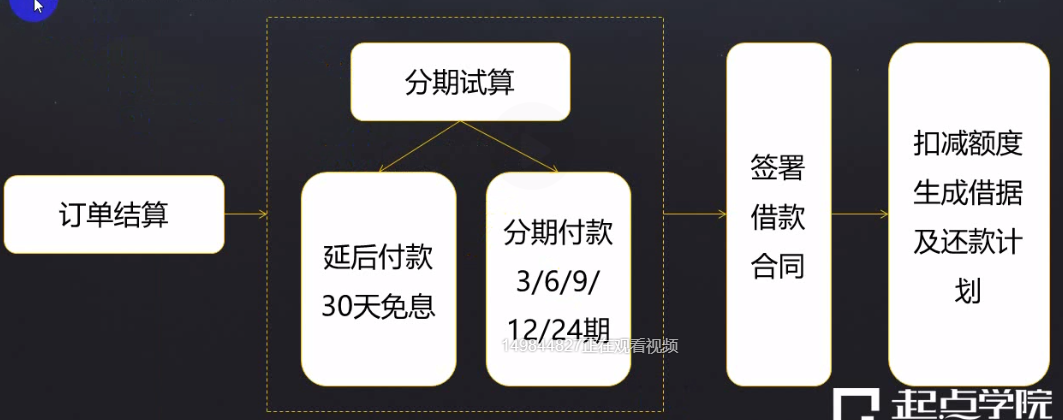 分期试算
订单结算
延后付款
30天免息
分期付款
3/6/9/
12/24期
签署
借款
合同
扣减额度
生成借据
及还款计
划
149844827正在观看视频
起点学院